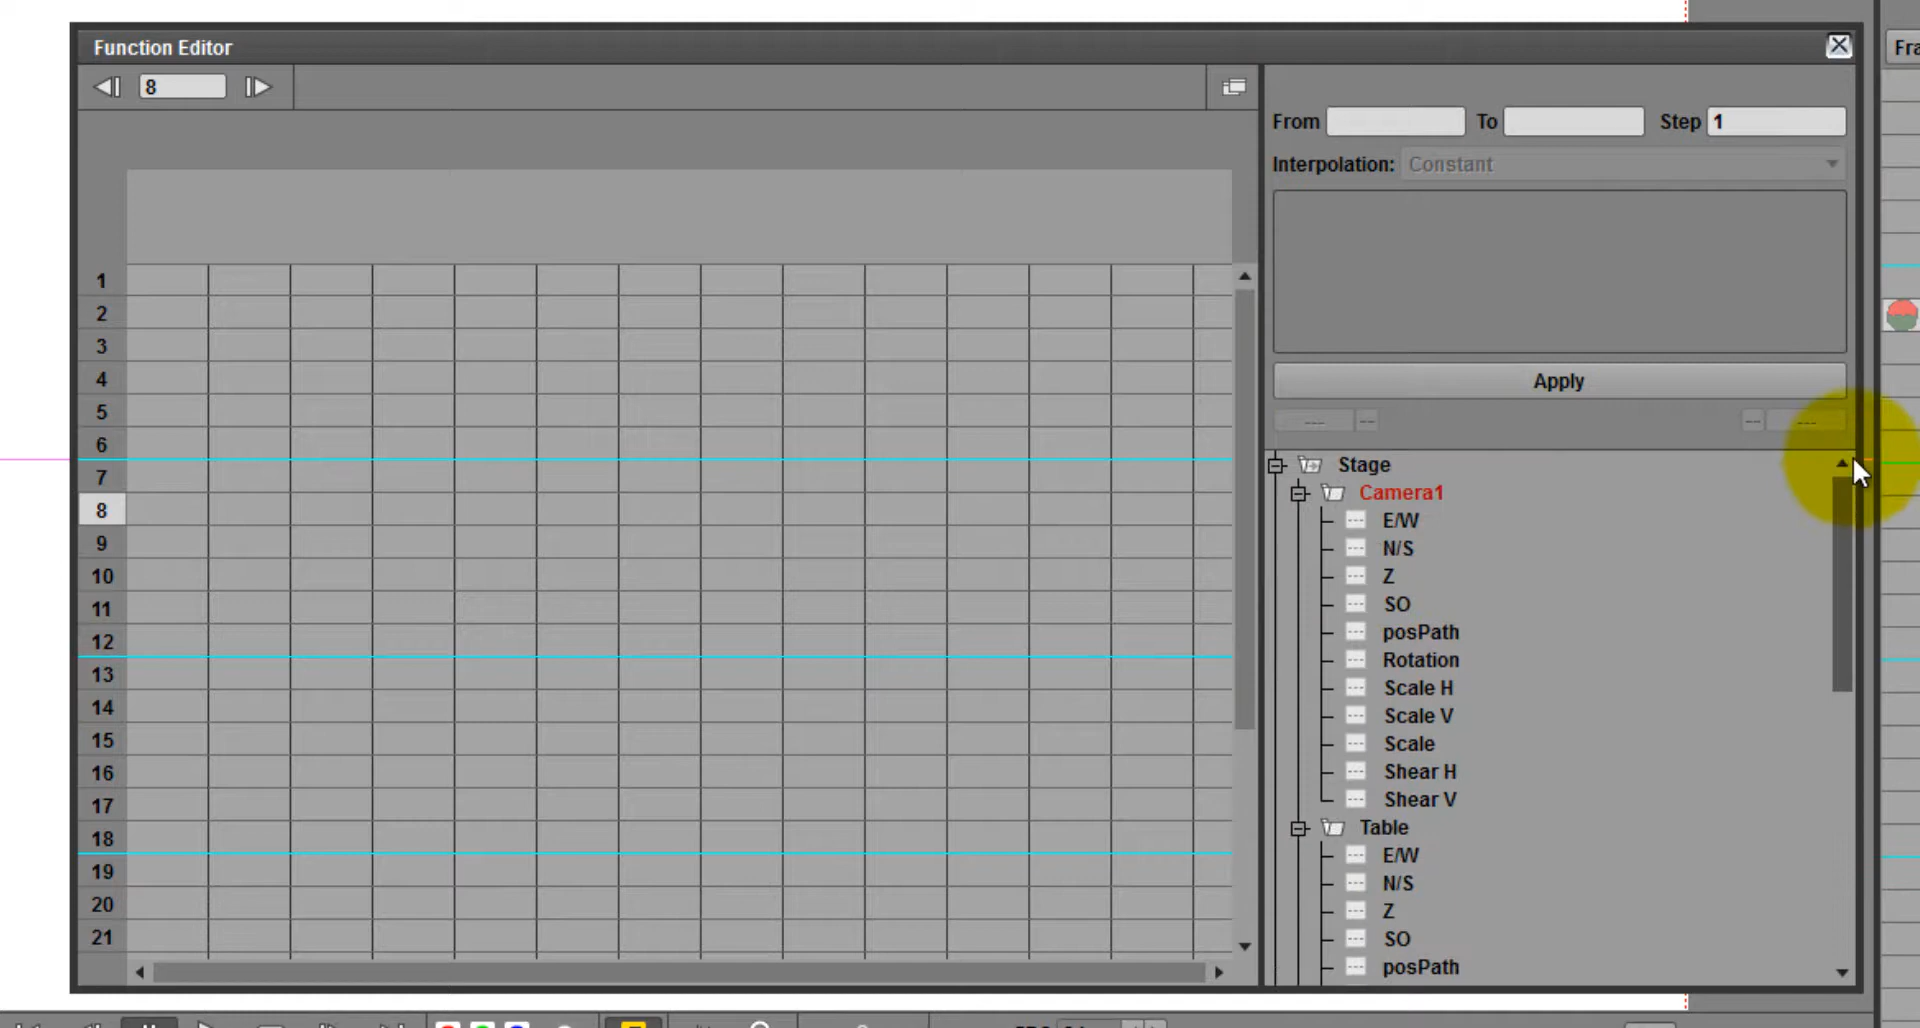 Function Editor
8
From
To
Step 1
Interpolation: Constant
Apply
--- --
-- ---
1
2
3
4
5
6
7
8
9
10
11
12
13
14
15
16
17
18
19
20
21
Stage
Camera1
E/W
N/S
Z
SO
posPath
Rotation
Scale H
Scale V
Scale
Shear H
Shear V
Table
E/W
N/S
Z
SO
posPath
Fra